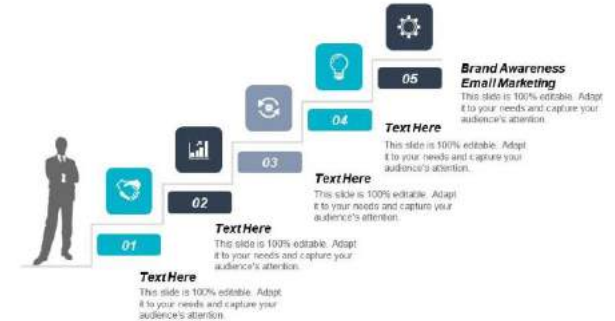 05
Brand Awareness
Email Marketing
This slide is 100% editable. Adapt
it to your needs and capture your
audience's attention.
04
Text Here
This slide is 100% editable. Adapt
it to your needs and capture your
audience's attention.
03
Text Here
This slide is 100% editable. Adapt
it to your needs and capture your
audience's attention.
02
Text Here
This slide is 100% editable. Adapt
it to your needs and capture your
audience's attention.
01
Text Here
This slide is 100% editable. Adapt
it to your needs and capture your
audience's attention.